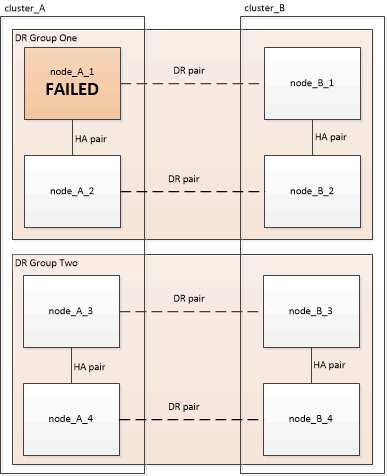 cluster_A
cluster_B
DR Group One
node_A_1
FAILED
DR pair
node_B_1
HA pair
HA pair
node_A_2
DR pair
node_B_2
DR Group Two
node_A_3
DR pair
node_B_3
HA pair
HA pair
node_A_4
DR pair
node_B_4